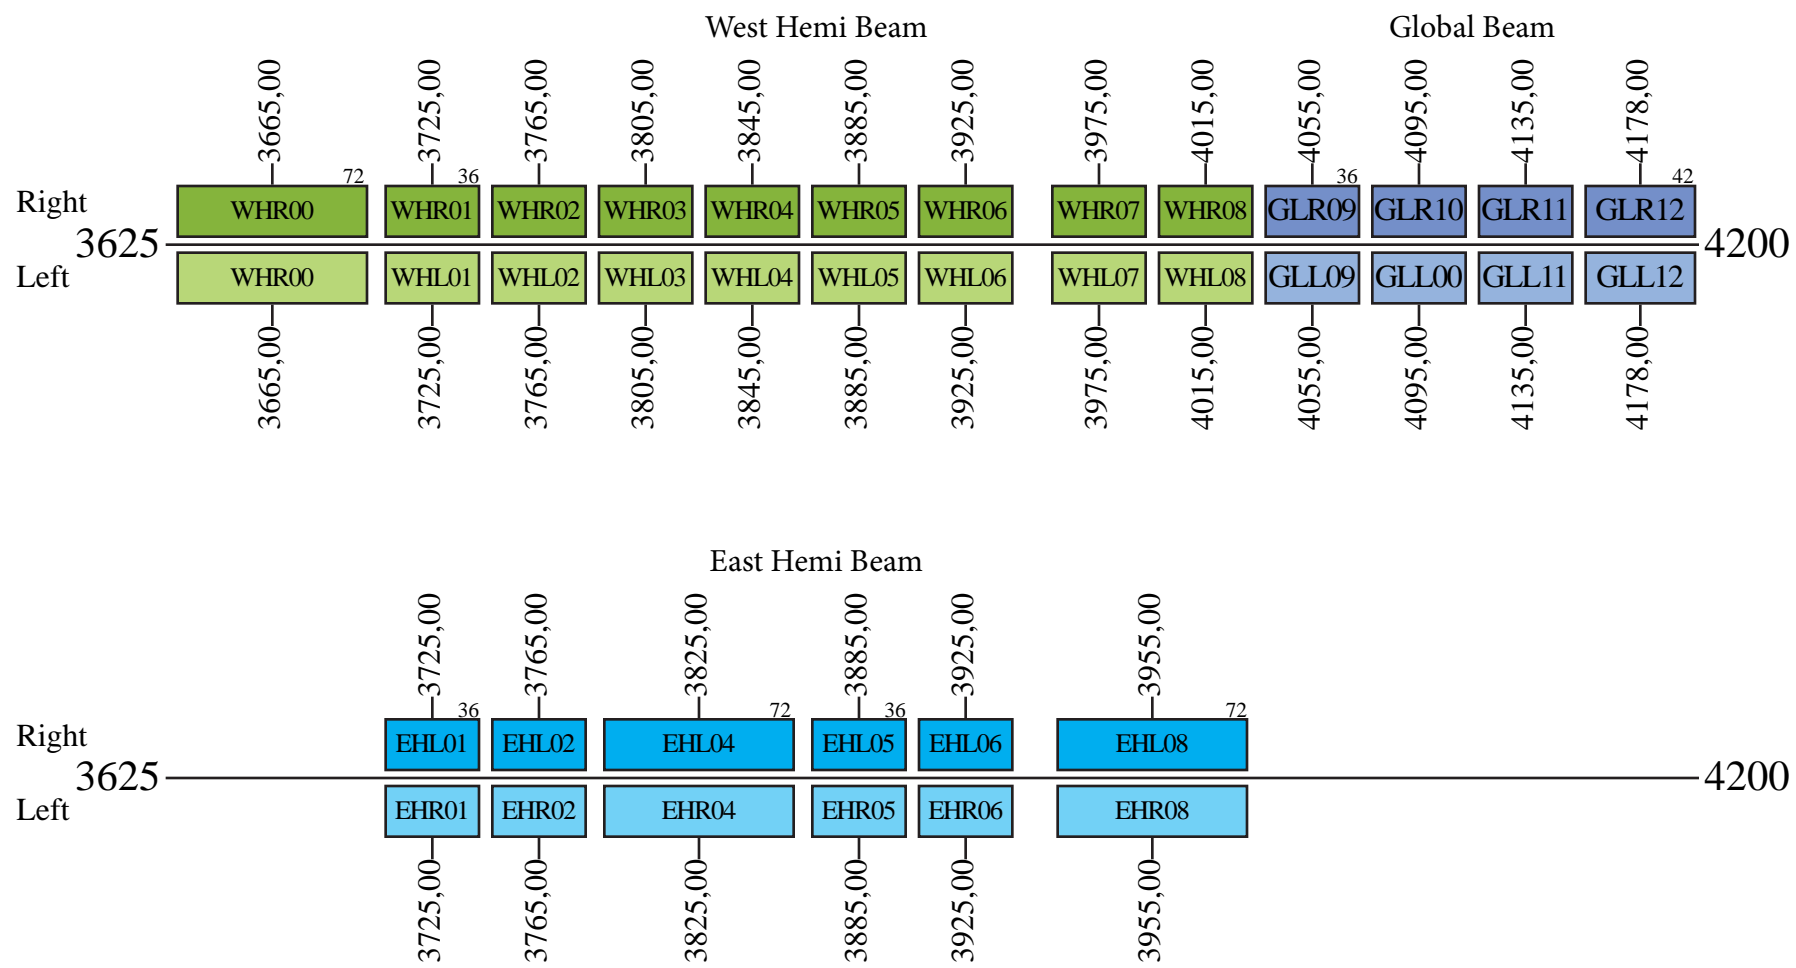 West Hemi Beam Global Beam
3665,00 3725,00 3765,00 3805,00 3845,00 3885,00 3925,00 3975,00 4015,00 4055,00 4095,00 4135,00 4178,00
72 36 36 42
Right WHR00 WHR01 WHR02 WHR03 WHR04 WHR05 WHR06 WHR07 WHR08 GLR09 GLR10 GLR11 GLR12
3625 4200
Left WHR00 WHL01 WHL02 WHL03 WHL04 WHL05 WHL06 WHL07 WHL08 GLL09 GLL00 GLL11 GLL12
3665,00 3725,00 3765,00 3805,00 3845,00 3885,00 3925,00 3975,00 4015,00 4055,00 4095,00 4135,00 4178,00
East Hemi Beam
3725,00 3765,00 3825,00 3885,00 3925,00 3955,00
36 72 36 72
Right EHL01 EHL02 EHL04 EHL05 EHL06 EHL08
3625 4200
Left EHR01 EHR02 EHR04 EHR05 EHR06 EHR08
3725,00 3765,00 3825,00 3885,00 3925,00 3955,00